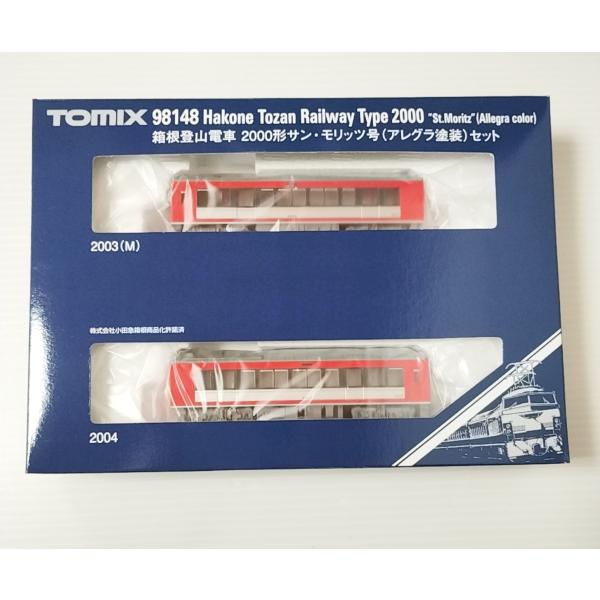 TOMIX 98148 Hakone Tozan Railway Type 2000 "St.Moritz"(Allegra color)
箱根登山電車 2000形サン・モリッツ号(アレグラ塗装)セット
2003(M)
株式会社小田急箱根商品化許諾済
2004